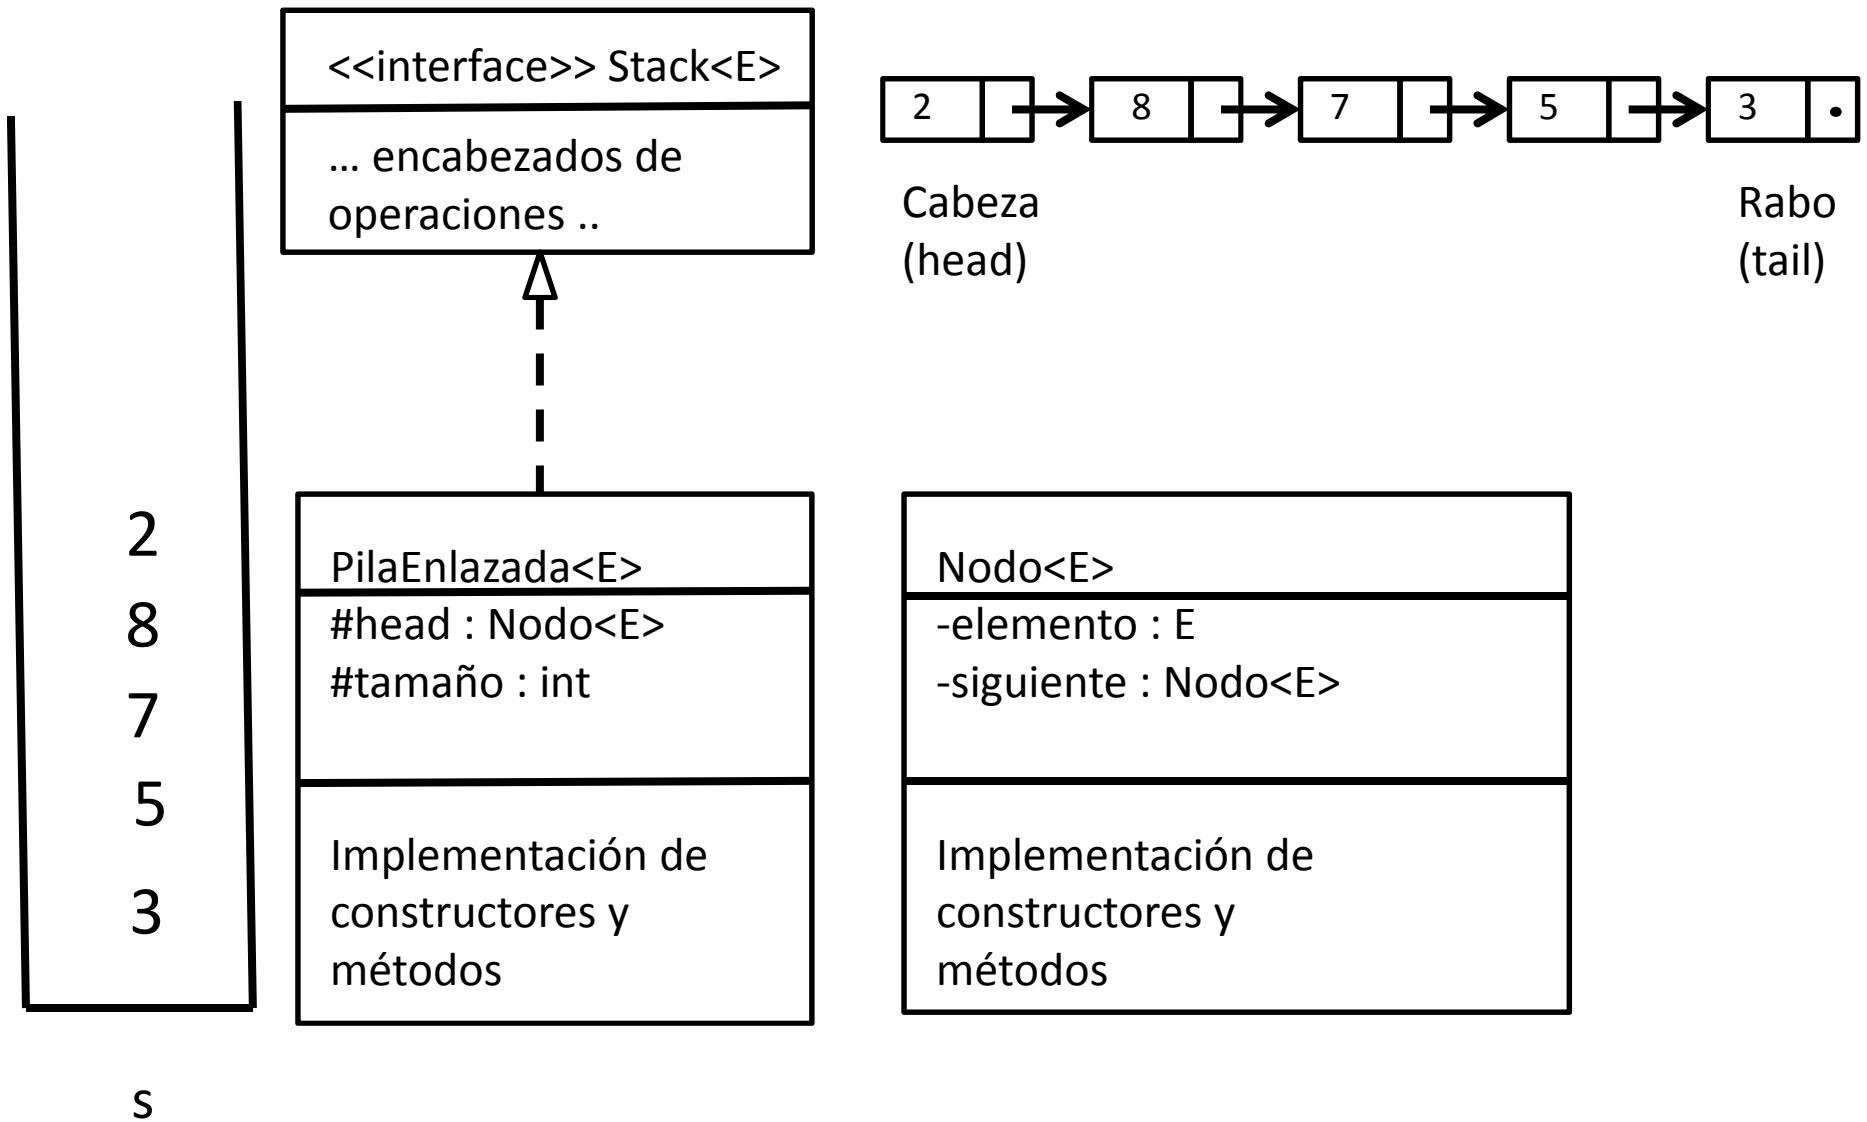 <<interface>> Stack<E>
… encabezados de
operaciones ..
2
8
7
5
3
Cabeza
(head)
Rabo
(tail)
2
8
7
5
3
s
PilaEnlazada<E>
#head : Nodo<E>
#tamaño : int
Implementación de
constructores y
métodos
Nodo<E>
-elemento : E
-siguiente : Nodo<E>
Implementación de
constructores y
métodos